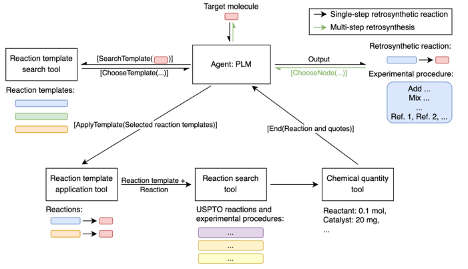 Target molecule
Single-step retrosynthetic reaction
Multi-step retrosynthesis
Reaction template
search tool
[SearchTemplate( )]
[ChooseTemplate(...)]
Agent: PLM
Output
[ChooseNode(...)]
Retrosynthetic reaction:
Experimental procedure:
Add ...
Mix ...
...
Ref. 1, Ref. 2, ...
Reaction templates:
[ApplyTemplate(Selected reaction templates)]
[End(Reaction and quotes)]
Reaction template
application tool
Reaction template +
Reaction
Reaction search
tool
Chemical quantity
tool
Reactions:
USPTO reactions and
experimental procedures:
...
...
...
Reactant: 0.1 mol,
Catalyst: 20 mg,
...